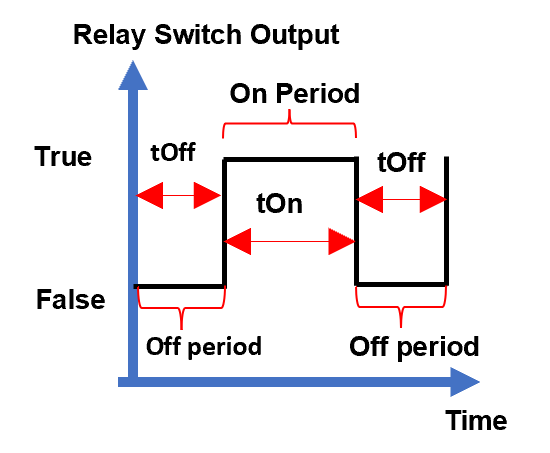 Relay Switch Output
On Period
True
tOff
tOff
tOn
False
Off period
Off period
Time